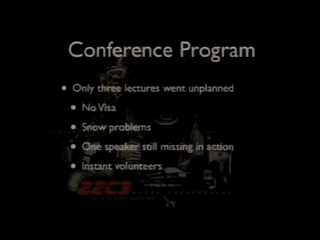 Conference Program
Only three lectures went unplanned
No Visa
Snow problems
One speaker still missing in action
Instant volunteers
22C3